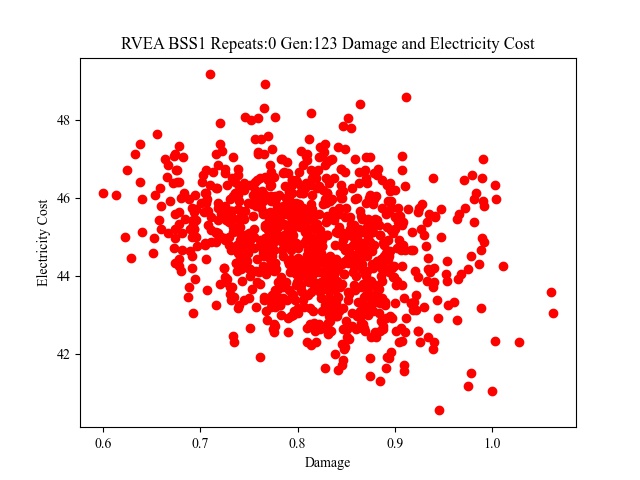 RVEA BSS1 Repeats:0 Gen:123 Damage and Electricity Cost
48
46
44
42
Electricity Cost
0.6 0.7 0.8 0.9 1.0
Damage